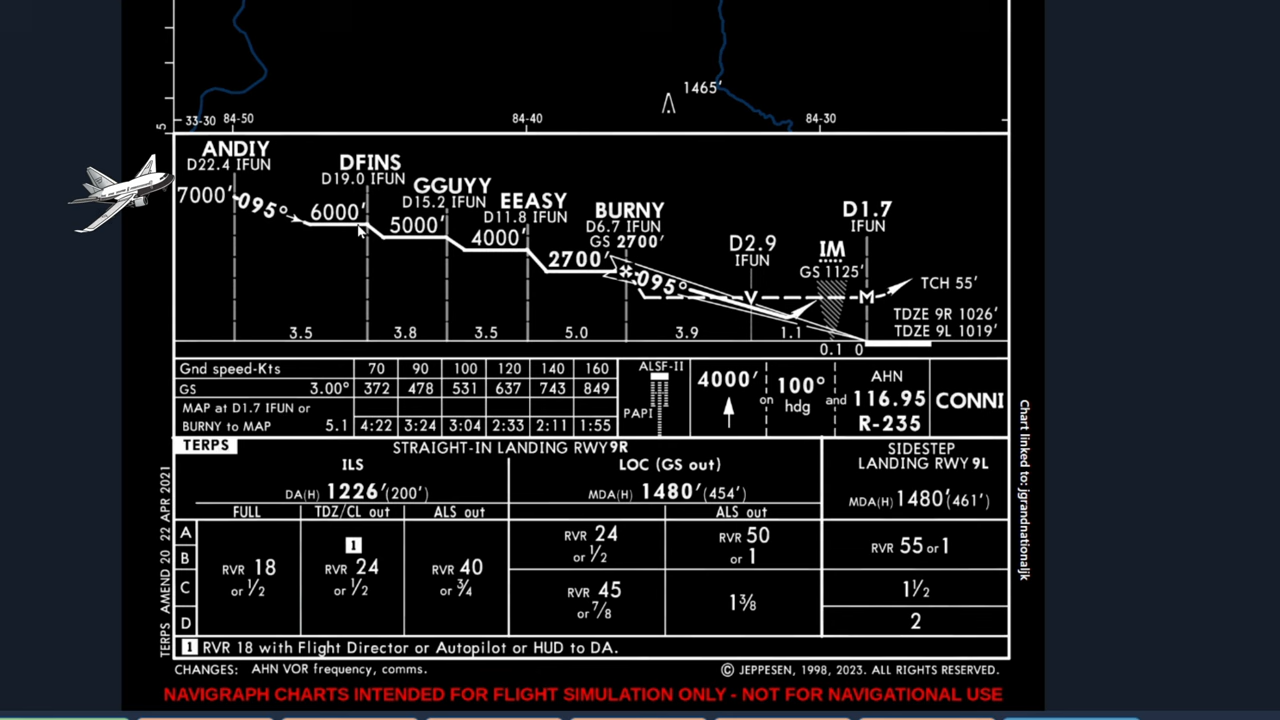 1465'
5
33-30 84-50 84-40 84-30
ANDIY
D22.4 IFUN
DFINS
D19.0 IFUN
GGUYY
D15.2 IFUN
EEASY
D11.8 IFUN
BURNY
D6.7 IFUN
GS 2700'
D2.9
IFUN
IM
GS 1125'
D1.7
IFUN
7000' 095° 6000' 5000' 4000' 2700' 095°
V M
TCH 55'
TDZE 9R 1026'
TDZE 9L 1019'
3.5 3.8 3.5 5.0 3.9 1.1
0.1 0
Gnd speed-Kts 70 90 100 120 140 160
GS 3.00° 372 478 531 637 743 849
MAP at D1.7 IFUN or
BURNY to MAP 5.1 4:22 3:24 3:04 2:33 2:11 1:55
ALSF-II
PAPI
4000'
on
100°
hdg
and
AHN
116.95
R-235
CONNI
TERPS
STRAIGHT-IN LANDING RWY 9R
SIDESTEP
LANDING RWY 9L
ILS
LOC (GS out)
DA(H) 1226'(200')
MDA(H) 1480'(454')
MDA(H) 1480'(461')
FULL
TDZ/CL out
ALS out
ALS out
A
B
C
D
RVR 18
or 1/2
1
RVR 24
or 1/2
RVR 40
or 3/4
RVR 24
or 1/2
RVR 50
or 1
RVR 55 or 1
RVR 45
or 7/8
1 3/8
1 1/2
2
1 RVR 18 with Flight Director or Autopilot or HUD to DA.
TERPS AMEND 20 22 APR 2021
Chart linked to: jgrandnationaljk
CHANGES: AHN VOR frequency, comms.
© JEPPESEN, 1998, 2023. ALL RIGHTS RESERVED.
NAVIGRAPH CHARTS INTENDED FOR FLIGHT SIMULATION ONLY - NOT FOR NAVIGATIONAL USE